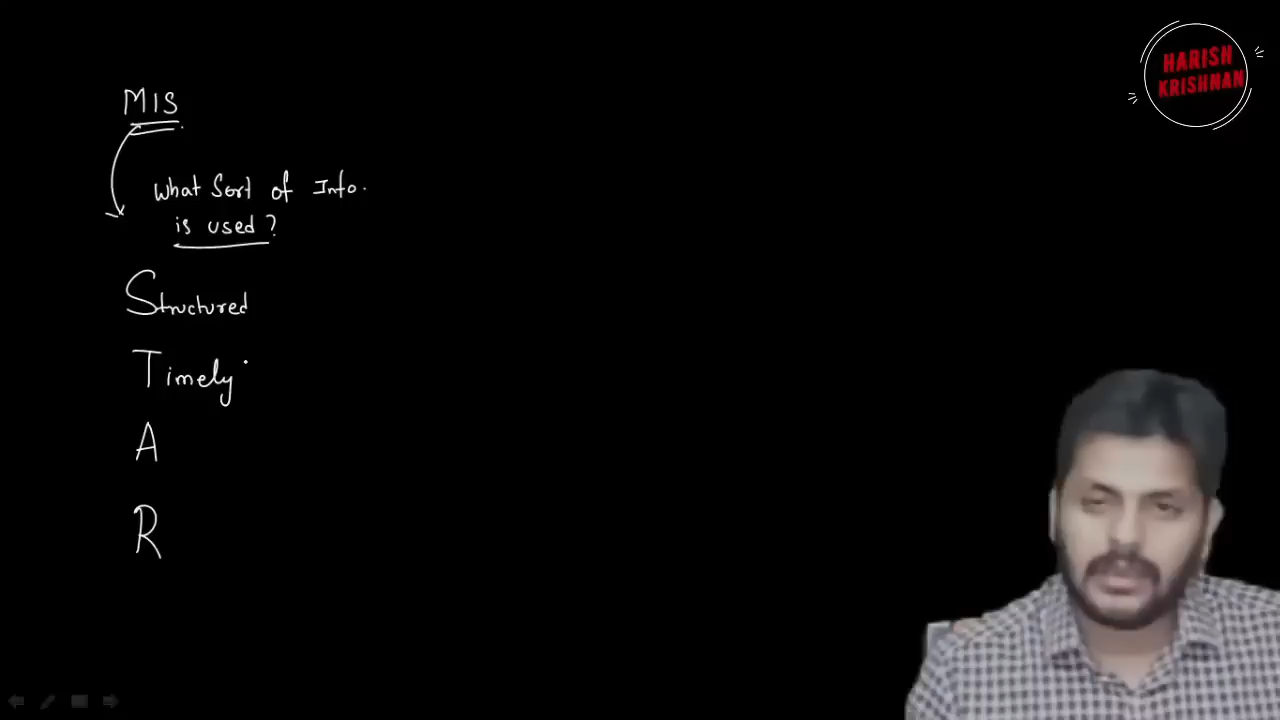 MIS
What Sort of Info.
is used?
Structured
Timely
A
R
HARISH
KRISHNAN